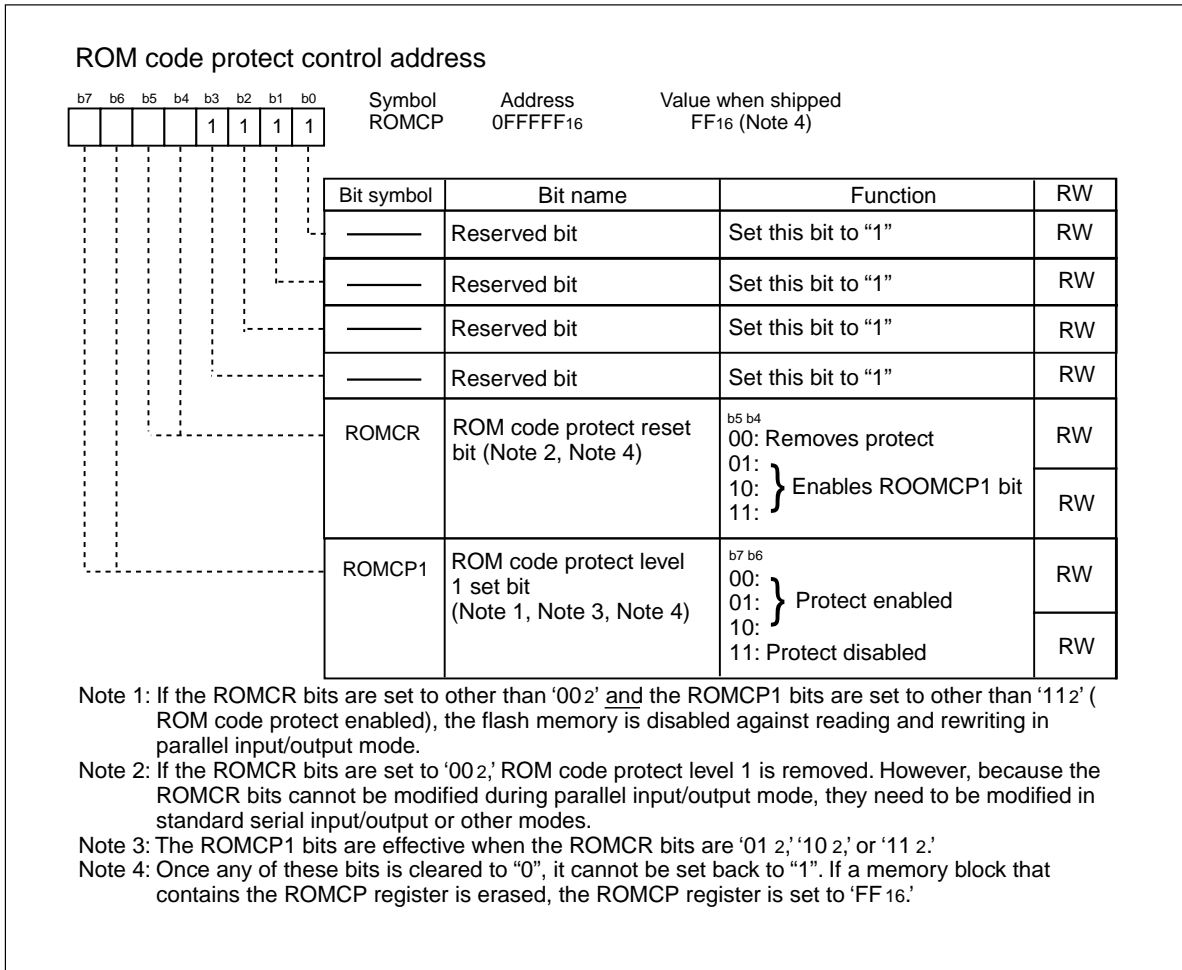 ROM code protect control address
b7 b6 b5 b4 b3 b2 b1 b0 Symbol Address Value when shipped
1 1 1 1 ROMCP 0FFFFF16 FF16 (Note 4)
Bit symbol Bit name Function RW
Reserved bit Set this bit to “1” RW
Reserved bit Set this bit to “1” RW
Reserved bit Set this bit to “1” RW
Reserved bit Set this bit to “1” RW
ROMCR ROM code protect reset bit (Note 2, Note 4) b5 b4 RW
00: Removes protect
01:
10: } Enables ROOMCP1 bit RW
11:
ROMCP1 ROM code protect level 1 set bit (Note 1, Note 3, Note 4) b7 b6 RW
00:
01: } Protect enabled
10:
11: Protect disabled RW
Note 1: If the ROMCR bits are set to other than ‘002’ and the ROMCP1 bits are set to other than ‘112’ (
ROM code protect enabled), the flash memory is disabled against reading and rewriting in
parallel input/output mode.
Note 2: If the ROMCR bits are set to ‘002,’ ROM code protect level 1 is removed. However, because the
ROMCR bits cannot be modified during parallel input/output mode, they need to be modified in
standard serial input/output or other modes.
Note 3: The ROMCP1 bits are effective when the ROMCR bits are ‘01 2,’ ‘10 2,’ or ‘11 2.’
Note 4: Once any of these bits is cleared to “0”, it cannot be set back to “1”. If a memory block that
contains the ROMCP register is erased, the ROMCP register is set to ‘FF16.’